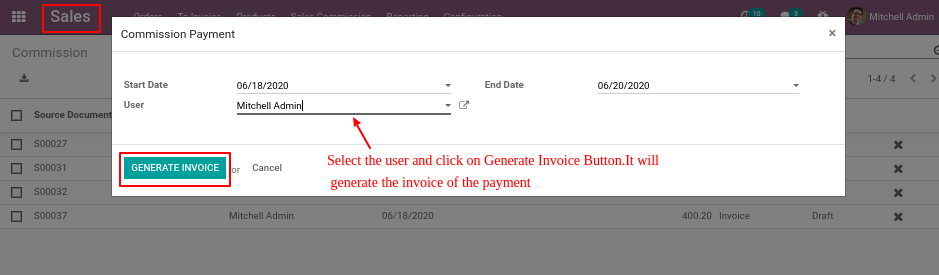 Sales
Orders To Invoice Products Sales Commission Reporting Configuration
10
3
Mitchell Admin
Commission
Commission Payment
×
Start Date 06/18/2020
End Date 06/20/2020
User Mitchell Admin
1-4 / 4
Source Document
S00027
S00031
S00032
Select the user and click on Generate Invoice Button.It will
generate the invoice of the payment
GENERATE INVOICE or Cancel
S00037 Mitchell Admin 06/18/2020 400.20 Invoice Draft